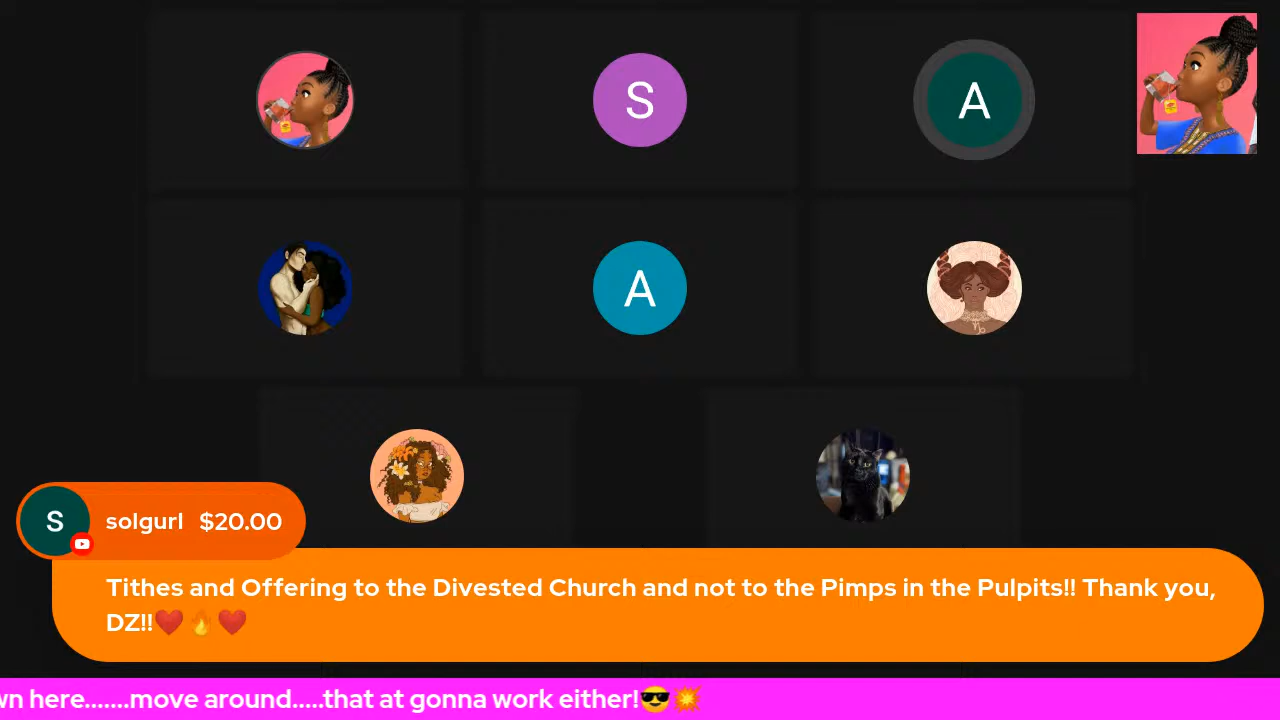 S
A
A
S
solgurl $20.00
Tithes and Offering to the Divested Church and not to the Pimps in the Pulpits!! Thank you,
DZ!!❤️🔥❤️
wn here.......move around.....that at gonna work either!😎💥